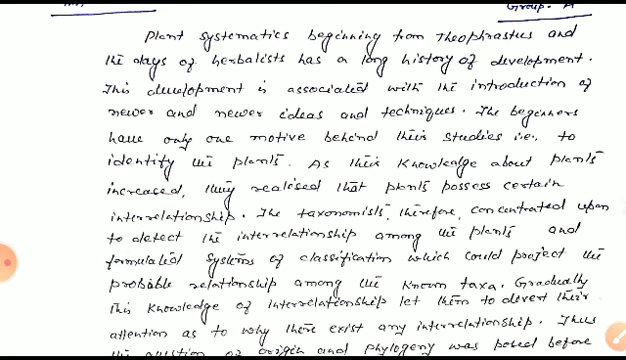 Group - A
Plant systematics beginning from Theophrastus and
the days of herbalists has a long history of development.
This development is associated with the introduction of
newer and newer ideas and techniques. The beginners
have only one motive behind their studies i.e., to
identify the plants. As their knowledge about plants
increased, they realised that plants possess certain
interrelationship. The taxonomists, therefore, concentrated upon
to detect the interrelationship among the plants and
formulated systems of classification which could project the
probable relationship among the known taxa. Gradually
this knowledge of interrelationship let them to divert their
attention as to why there exist any interrelationship. Thus
the question of origin and phylogeny was posed before